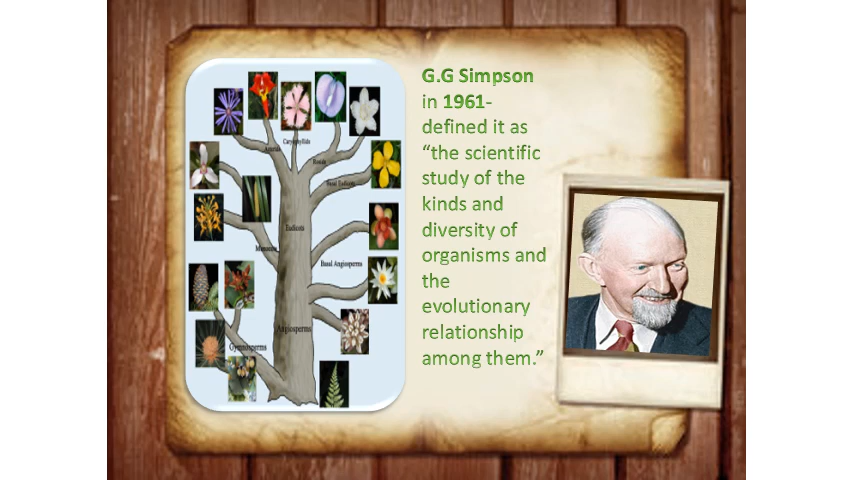 G.G Simpson
in 1961-
defined it as
“the scientific
study of the
kinds and
diversity of
organisms and
the
evolutionary
relationship
among them.”
Caryophyllids
Asterids
Rosids
Basal Eudicots
Eudicots
Monocots
Basal Angiosperms
Angiosperms
Gymnosperms